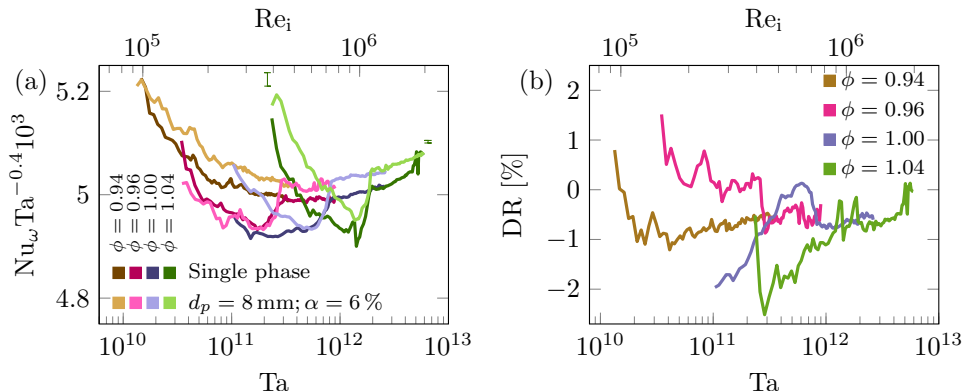 Re_i
10^5 10^6
(a)
5.2
5
4.8
Nu_ω Ta^−0.4 10^3
ϕ = 0.94
ϕ = 0.96
ϕ = 1.00
ϕ = 1.04
Single phase
d_p = 8 mm; α = 6 %
10^10 10^11 10^12 10^13
Ta
Re_i
10^5 10^6
(b)
2
1
0
−1
−2
DR [%]
ϕ = 0.94
ϕ = 0.96
ϕ = 1.00
ϕ = 1.04
10^10 10^11 10^12 10^13
Ta